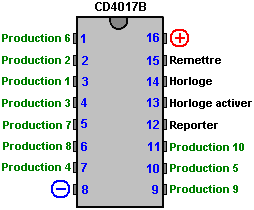 CD4017B
Production 6 1 16 +
Production 2 2 15 Remettre
Production 1 3 14 Horloge
Production 3 4 13 Horloge activer
Production 7 5 12 Reporter
Production 8 6 11 Production 10
Production 4 7 10 Production 5
- 8 9 Production 9